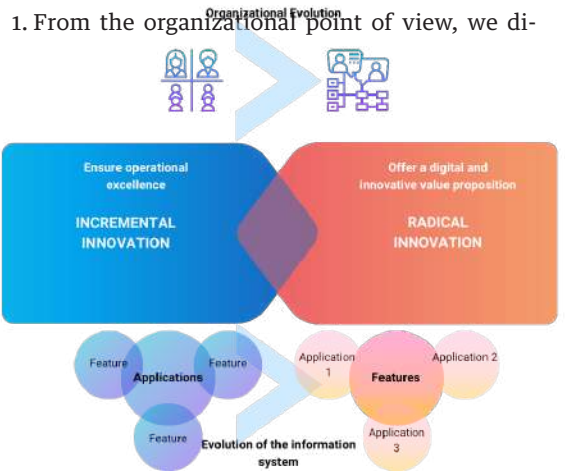 Organizational Evolution
1. From the organizational point of view, we di-
Ensure operational
excellence
INCREMENTAL
INNOVATION
Offer a digital and
innovative value proposition
RADICAL
INNOVATION
Feature
Applications
Feature
Feature
Application
1
Features
Application 2
Application
3
Evolution of the information
system